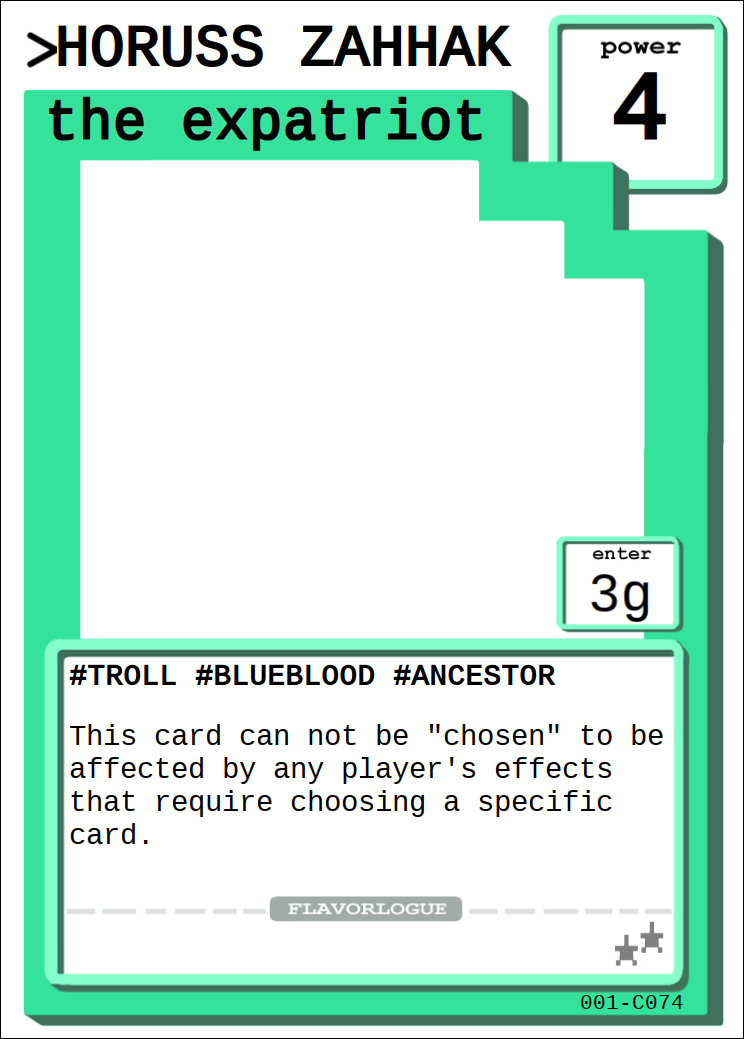 >HORUSS ZAHHAK
the expatriot
power
4
enter
3g
#TROLL #BLUEBLOOD #ANCESTOR
This card can not be "chosen" to be
affected by any player's effects
that require choosing a specific
card.
FLAVORLOGUE
001-C074